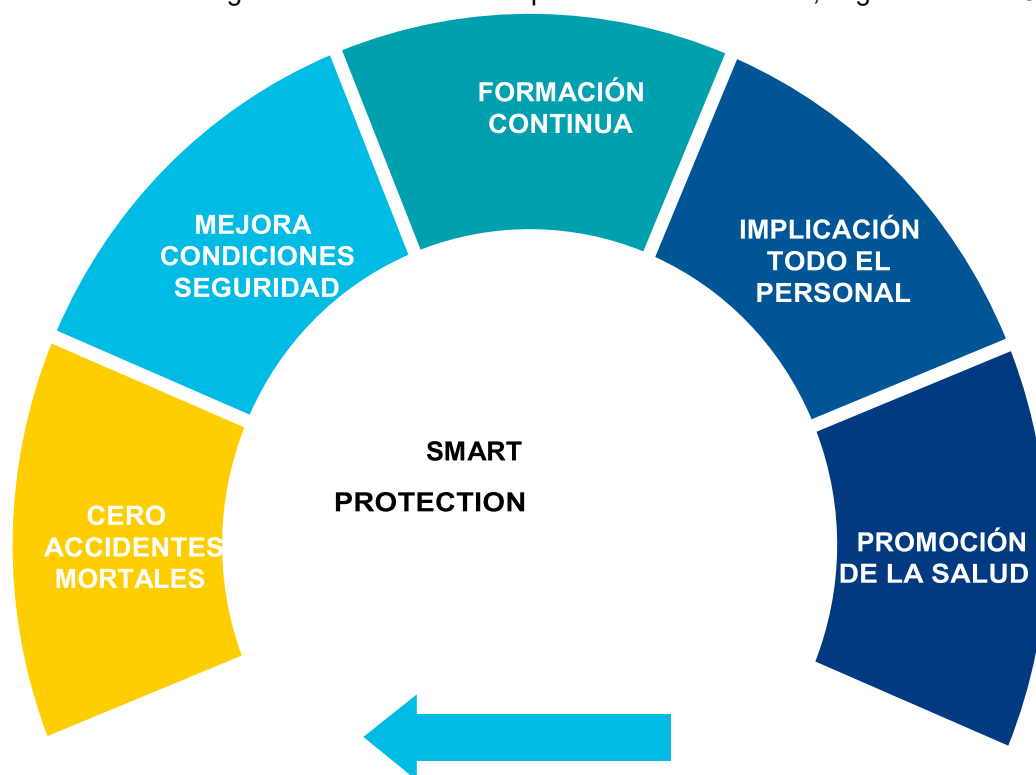 FORMACIÓN
CONTINUA
MEJORA
CONDICIONES
SEGURIDAD
IMPLICACIÓN
TODO EL
PERSONAL
SMART
PROTECTION
CERO
ACCIDENTES
MORTALES
PROMOCIÓN
DE LA SALUD